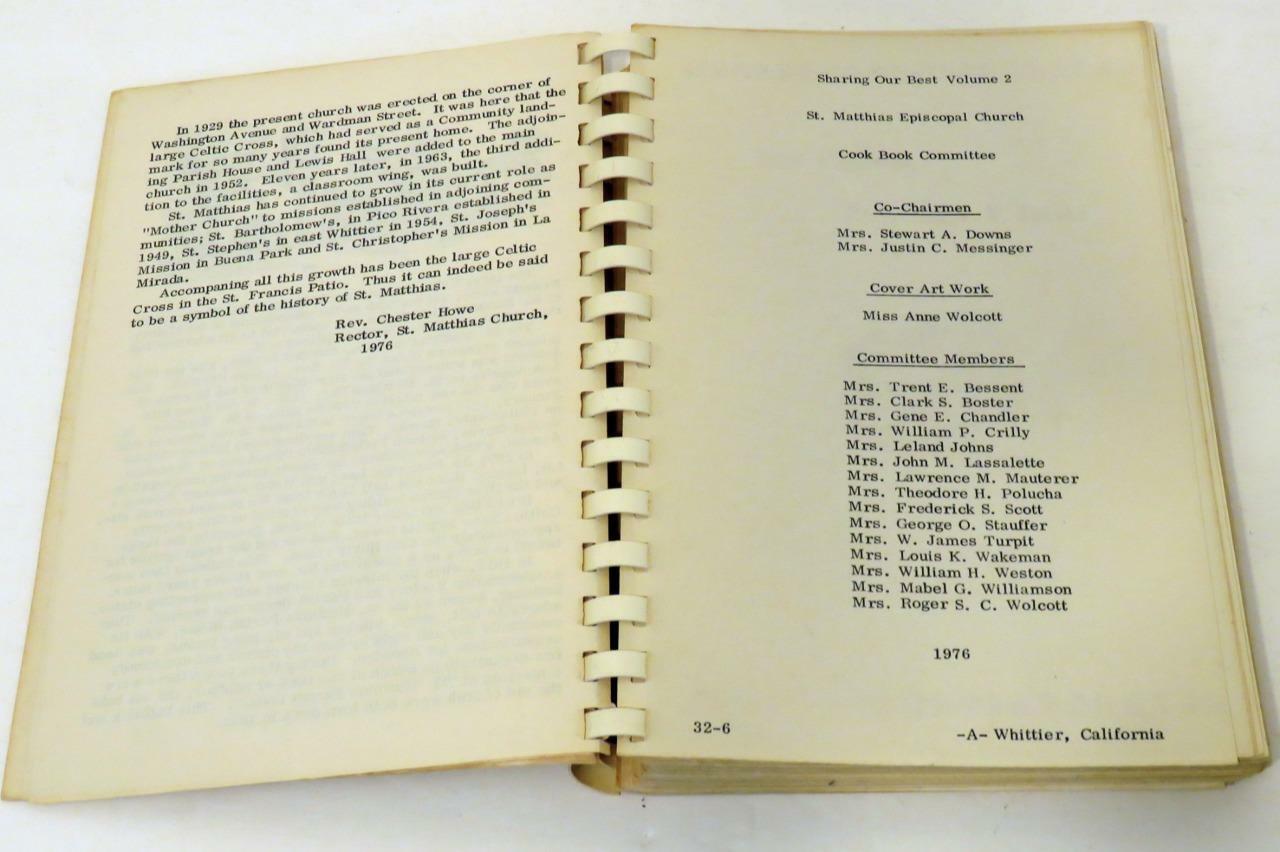 In 1929 the present church was erected on the corner of
Washington Avenue and Wardman Street. It was here that the
large Celtic Cross, which had served as a Community land-
mark for so many years found its present home. The adjoin-
ing Parish House and Lewis Hall were added to the main
church in 1952. Eleven years later, in 1963, the third addi-
tion to the facilities, a classroom wing, was built.
St. Matthias has continued to grow in its current role as
"Mother Church" to missions established in adjoining com-
munities; St. Bartholomew's, in Pico Rivera established in
1949, St. Stephen's in east Whittier in 1954, St. Joseph's
Mission in Buena Park and St. Christopher's Mission in La
Mirada.
Accompaning all this growth has been the large Celtic
Cross in the St. Francis Patio. Thus it can indeed be said
to be a symbol of the history of St. Matthias.
Rev. Chester Howe
Rector, St. Matthias Church,
1976
Sharing Our Best Volume 2
St. Matthias Episcopal Church
Cook Book Committee
Co-Chairmen
Mrs. Stewart A. Downs
Mrs. Justin C. Messinger
Cover Art Work
Miss Anne Wolcott
Committee Members
Mrs. Trent E. Bessent
Mrs. Clark S. Boster
Mrs. Gene E. Chandler
Mrs. William P. Crilly
Mrs. Leland Johns
Mrs. John M. Lassalette
Mrs. Lawrence M. Mauterer
Mrs. Theodore H. Polucha
Mrs. Frederick S. Scott
Mrs. George O. Stauffer
Mrs. W. James Turpit
Mrs. Louis K. Wakeman
Mrs. William H. Weston
Mrs. Mabel G. Williamson
Mrs. Roger S. C. Wolcott
1976
32-6
-A- Whittier, California